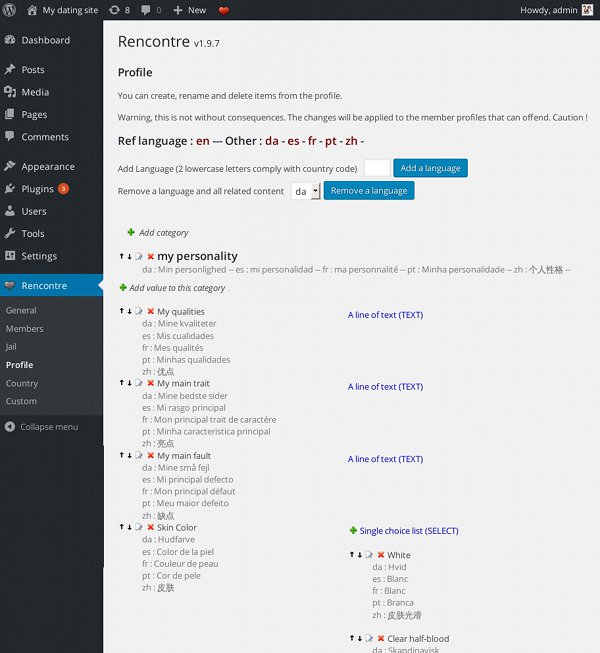 My dating site 8 0 New Howdy, admin
Dashboard
Posts
Media
Pages
Comments
Appearance
Plugins 3
Users
Tools
Settings
Rencontre
General
Members
Jail
Profile
Country
Custom
Collapse menu
Rencontre v1.9.7
Profile
You can create, rename and delete items from the profile.
Warning, this is not without consequences. The changes will be applied to the member profiles that can offend. Caution !
Ref language : en --- Other : da - es - fr - pt - zh -
Add Language (2 lowercase letters comply with country code) Add a language
Remove a language and all related content da Remove a language
Add category
my personality
da : Min personlighed -- es : mi personalidad -- fr : ma personnalité -- pt : Minha personalidade -- zh : 个人性格 --
Add value to this category
My qualities A line of text (TEXT)
da : Mine kvaliteter
es : Mis cualidades
fr : Mes qualités
pt : Minhas qualidades
zh : 优点
My main trait A line of text (TEXT)
da : Mine bedste sider
es : Mi rasgo principal
fr : Mon principal trait de caractère
pt : Minha caracteristica principal
zh : 亮点
My main fault A line of text (TEXT)
da : Mine små fejl
es : Mi principal defecto
fr : Mon principal défaut
pt : Meu maior defeito
zh : 缺点
Skin Color Single choice list (SELECT)
da : Hudfarve
es : Color de la piel
fr : Couleur de peau
pt : Cor de pele
zh : 皮肤
White
da : Hvid
es : Blanc
fr : Blanc
pt : Branca
zh : 皮肤光滑
Clear half-blood
da : Skandinavisk